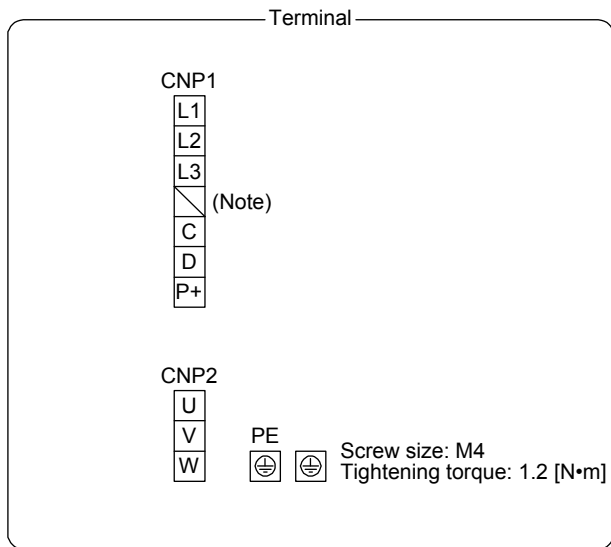 Terminal
CNP1
L1
L2
L3
(Note)
C
D
P+
CNP2
U
V
W
PE
Screw size: M4
Tightening torque: 1.2 [N•m]